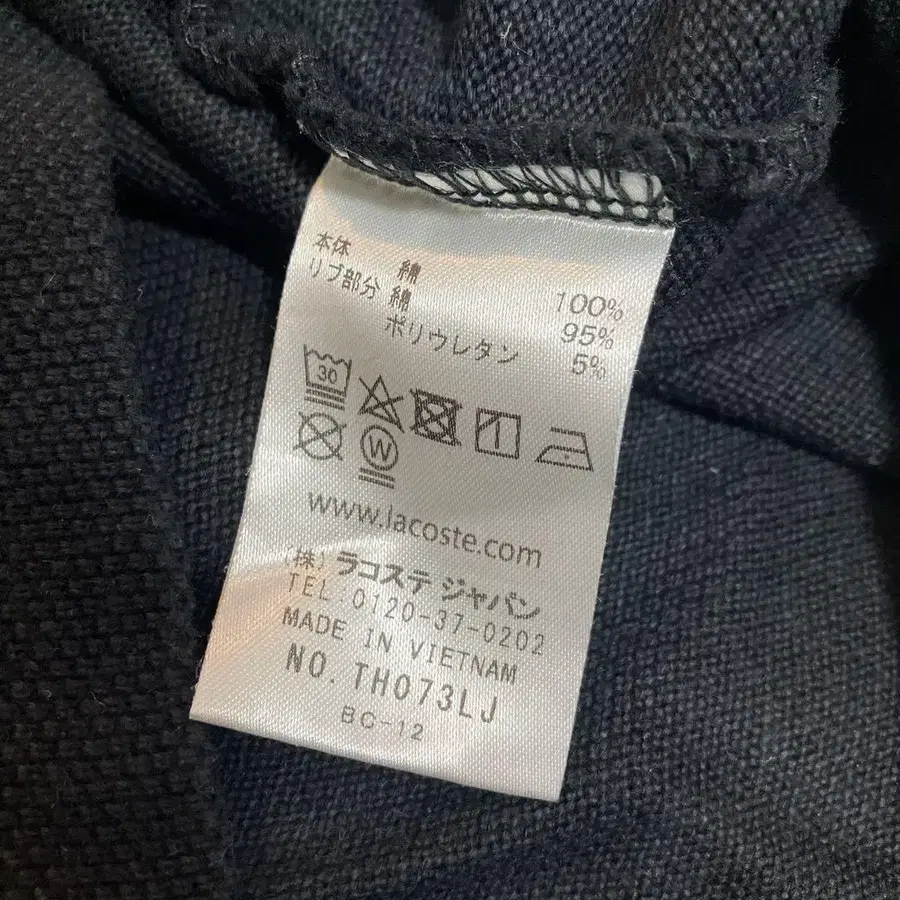 本体 綿 100%
リブ部分 綿 95%
ポリウレタン 5%
30
W
www.lacoste.com
(株) ラコステ ジャパン
TEL:0120-37-0202
MADE IN VIETNAM
NO. TH073LJ
BC-12